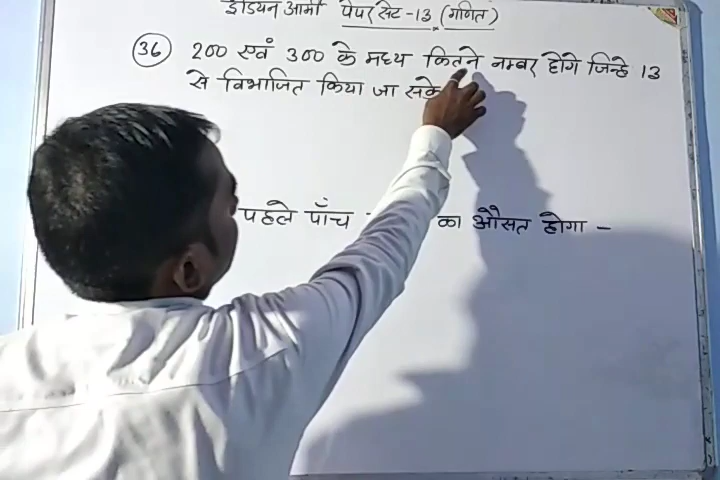 इंडियन आर्मी पेपर सेट-13 (गणित)
(36) 200 एवं 300 के मध्य कितने नम्बर होंगे जिन्हे 13
से विभाजित किया जा सके
पहले पाँच का औसत होगा -